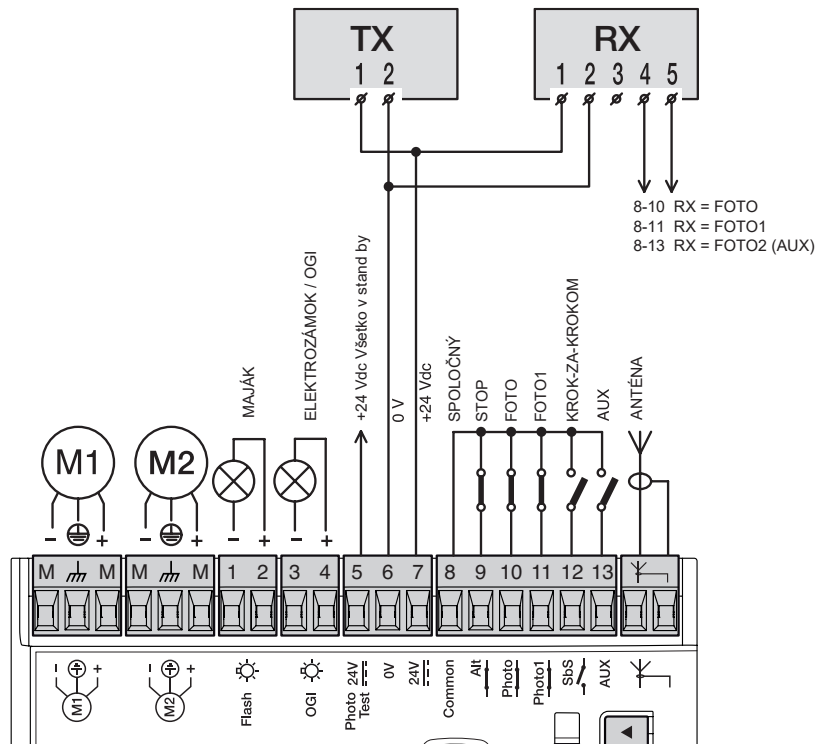 TX
1 2
RX
1 2 3 4 5
8-10 RX = FOTO
8-11 RX = FOTO1
8-13 RX = FOTO2 (AUX)
MAJÁK
ELEKTROZÁMOK / OGI
+24 Vdc Všetko v stand by
0 V
+24 Vdc
SPOLOČNÝ
STOP
FOTO
FOTO1
KROK-ZA-KROKOM
AUX
ANTÉNA
M1
M2
- +
- +
- +
- +
M M M M 1 2 3 4 5 6 7 8 9 10 11 12 13
- +
M1
- +
M2
Flash
OGI
Photo 24V
Test
0V
24V
Common
Alt
Photo
Photo1
SbS
AUX